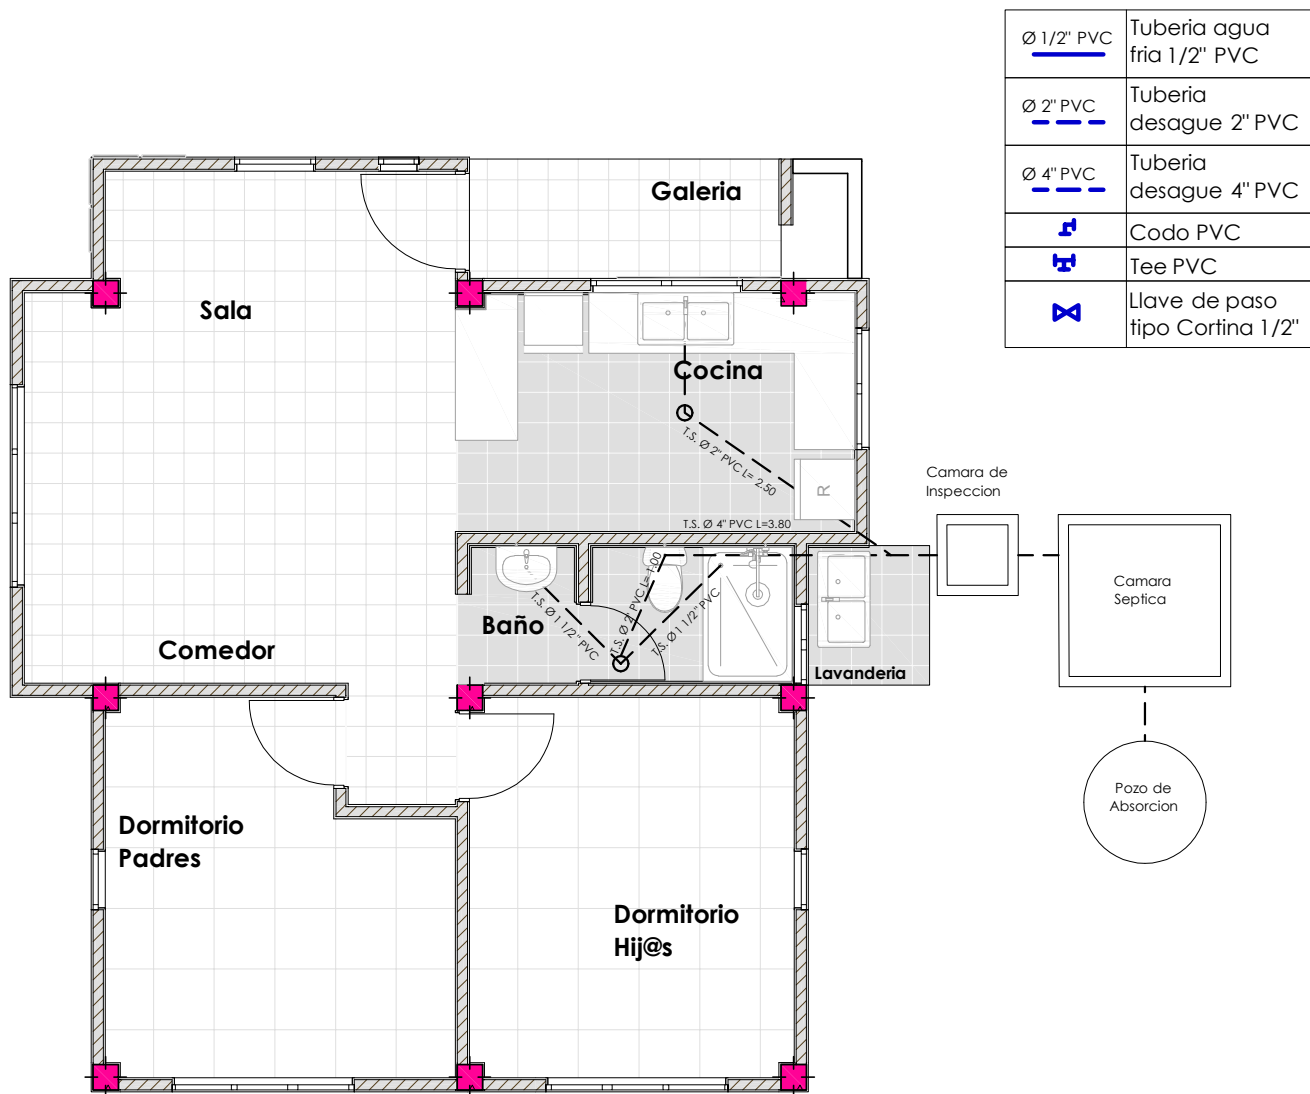 Ø 1/2" PVC
Tuberia agua
fria 1/2" PVC
Ø 2" PVC
Tuberia
desague 2" PVC
Ø 4" PVC
Tuberia
desague 4" PVC
Codo PVC
Tee PVC
Llave de paso
tipo Cortina 1/2"
Galeria
Sala
Cocina
T.S. Ø 2" PVC L= 2.50
R
T.S. Ø 4" PVC L=3.80
Camara de
Inspeccion
Camara
Septica
Baño
T.S. Ø 1 1/2" PVC
T.S. Ø 2" PVC L= 1.00
T.S. Ø 1 1/2" PVC
Lavanderia
Comedor
Pozo de
Absorcion
Dormitorio
Padres
Dormitorio
Hij@s